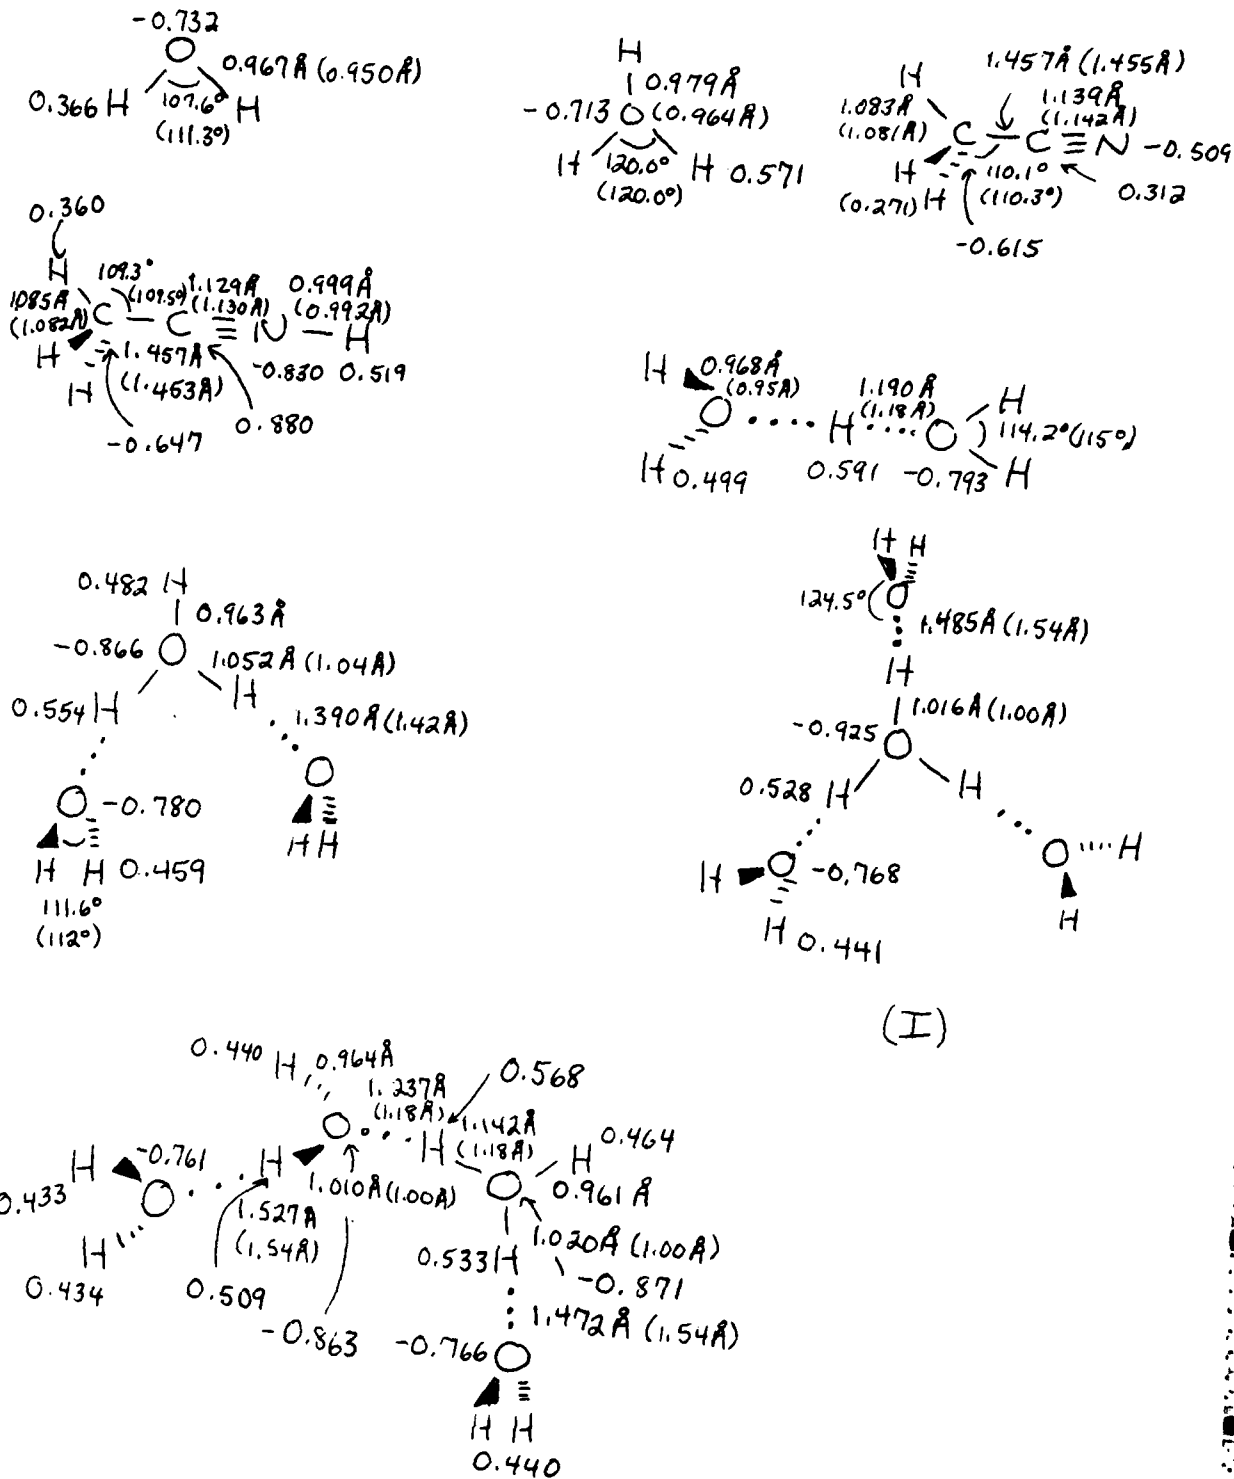 -0.732
O
0.967Å (0.950Å)
0.366 H 107.6° H
(111.3°)
H
0.979Å
-0.713 O (0.964Å)
H 120.0° H 0.571
(120.0°)
1.457Å (1.455Å)
H
1.083Å
(1.081Å)
1.139Å
(1.142Å)
C C N -0.509
H 110.1°
(0.271) H (110.3°) 0.312
-0.615
0.360
H 109.3° 1.129Å 0.999Å
1.085Å (109.5°) (1.130Å) (0.992Å)
(1.082Å) C C N H
H 1.457Å -0.830 0.519
H (1.453Å)
-0.647 0.880
H 0.968Å
(0.95Å)
1.190Å
(1.18Å)
O H O H
114.2° (115°)
H 0.499 0.591 -0.793 H
0.482 H
0.963Å
-0.866 O
1.052Å (1.04Å)
0.554 H H
1.390Å (1.42Å)
O -0.780 O
H H 0.459 H H
111.6°
(112°)
H H
124.5° O
1.485Å (1.54Å)
H
1.016Å (1.00Å)
-0.925 O
0.528 H H
H O -0.768 O H
H 0.441 H
(I)
0.440 H 0.964Å
1.237Å
(1.18Å)
0.568
O H 1.142Å
(1.18Å)
H 0.464
0.433 H -0.761 H
O 1.010Å (1.00Å) O 0.961Å
H 1.527Å
(1.54Å)
1.020Å (1.00Å)
0.533 H
0.434 0.509 -0.871
-0.863 1.472Å (1.54Å)
-0.766 O
H H
0.440